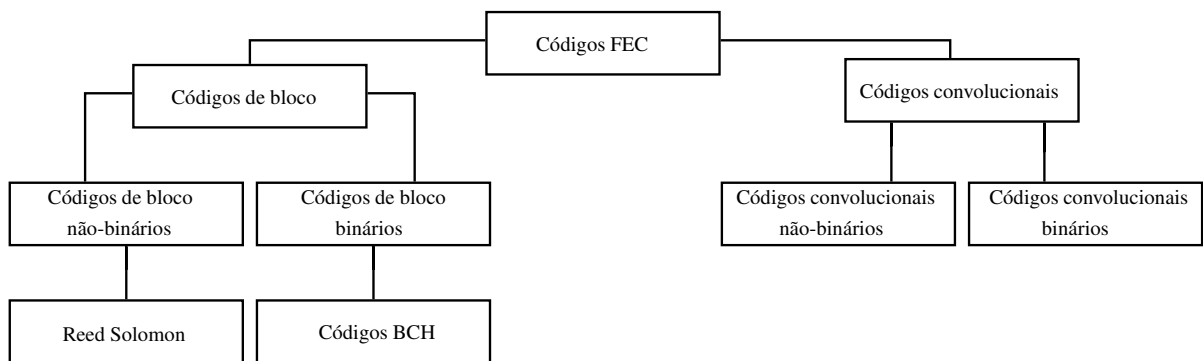 Códigos FEC
Códigos de bloco
Códigos convolucionais
Códigos de bloco
não-binários
Códigos de bloco
binários
Códigos convolucionais
não-binários
Códigos convolucionais
binários
Reed Solomon
Códigos BCH